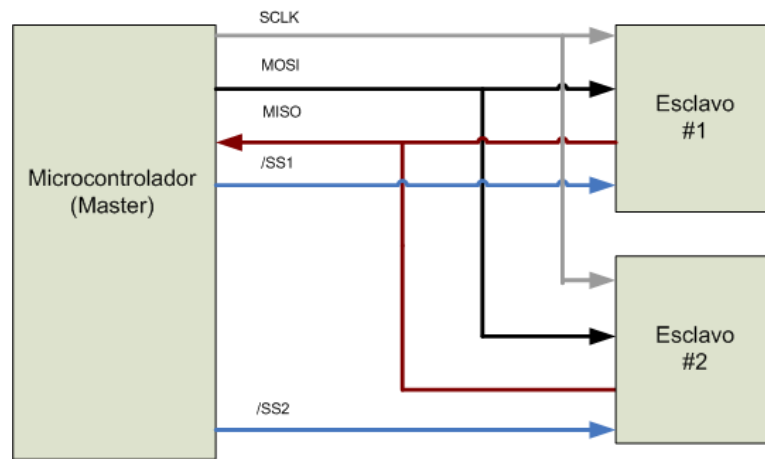 SCLK
MOSI
MISO
/SS1
Microcontrolador
(Master)
/SS2
Esclavo
#1
Esclavo
#2